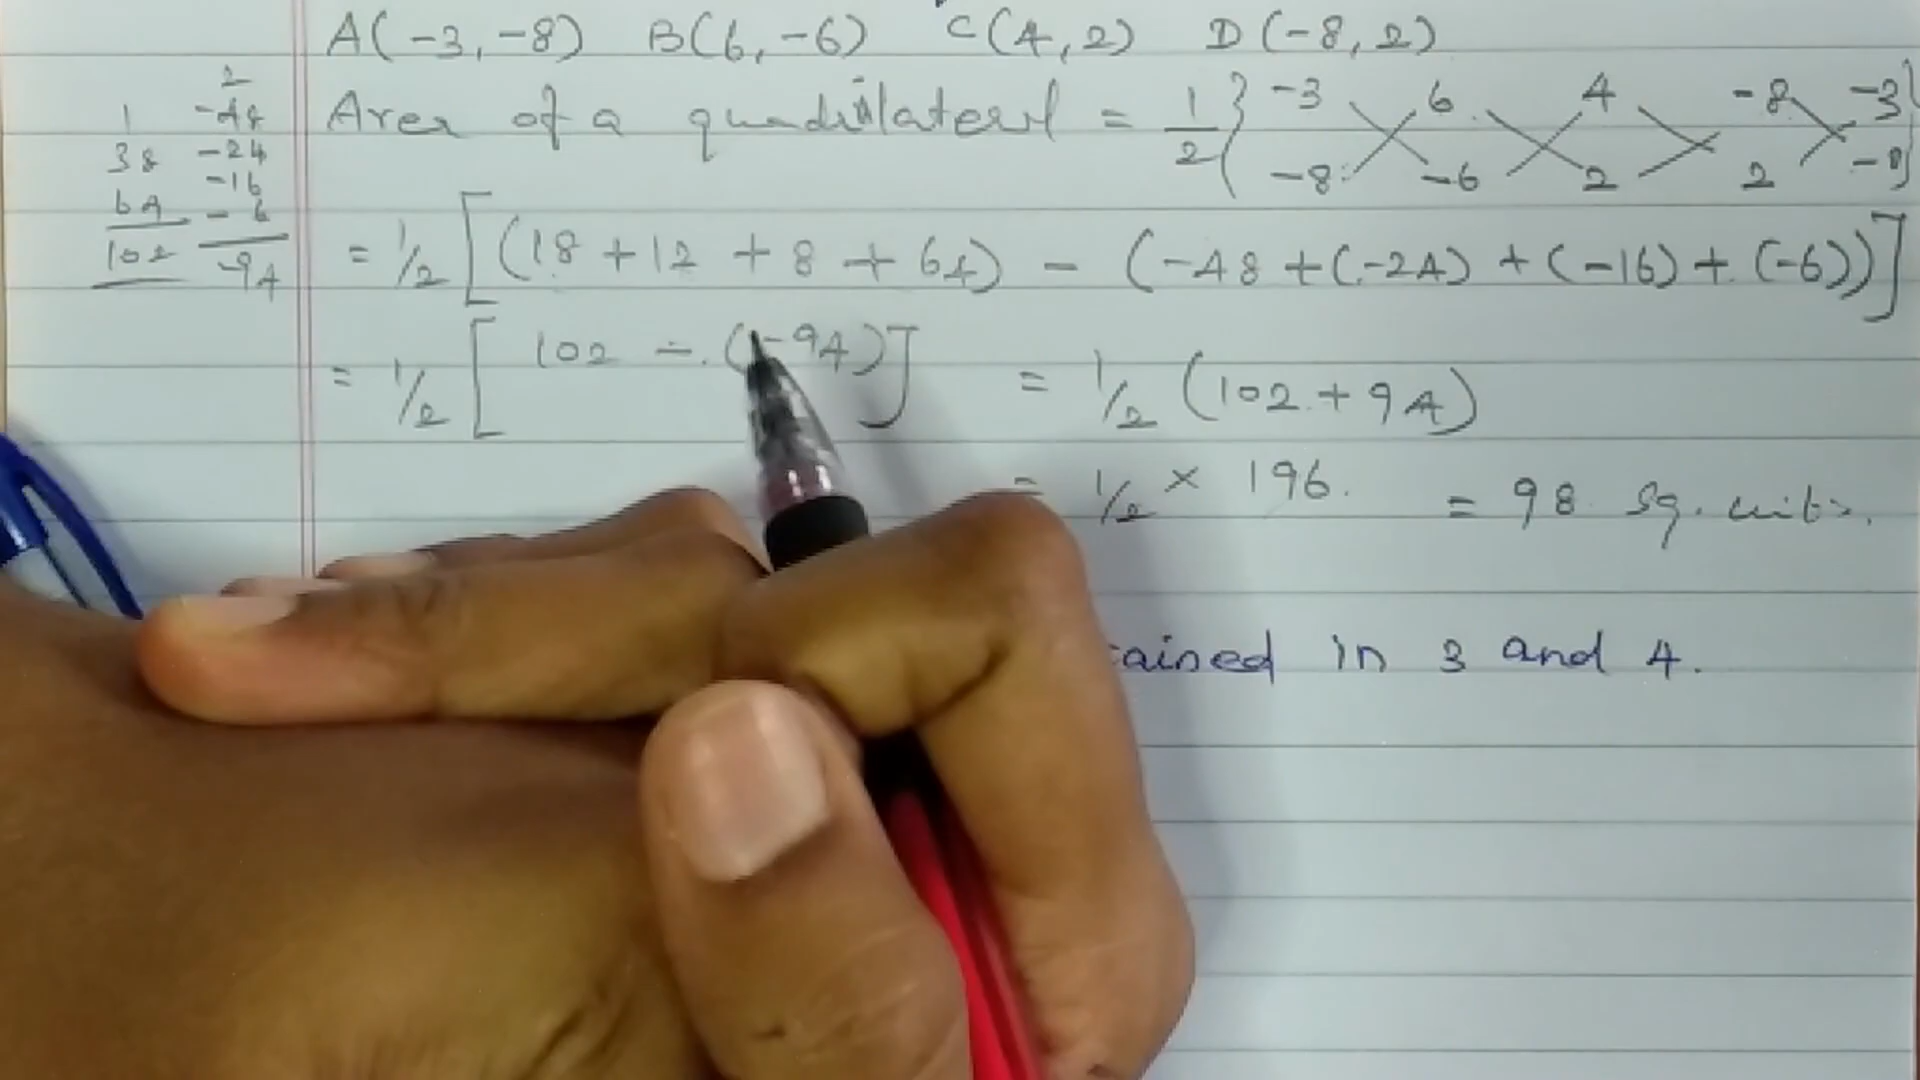 A(-3,-8) B(6,-6) C(4,2) D(-8,2)
Area of a quadrilateral = 1/2 { -3 6 4 -8 -3
-8 -6 2 2 -8 }
= 1/2 [(18 + 12 + 8 + 64) - (-48 + (-24) + (-16) + (-6))]
= 1/2 [102 - (-94)] = 1/2 (102 + 94)
= 1/2 × 196. = 98 sq. units.
1
38
64
102
2
-48
-24
-16
-6
-94
tained in 3 and 4.